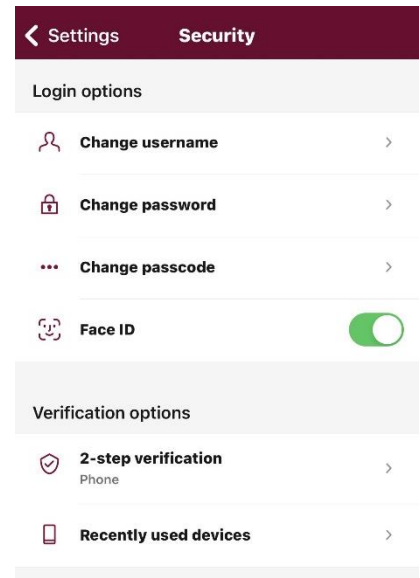 Settings
Security
Login options
Change username
Change password
Change passcode
Face ID
Verification options
2-step verification
Phone
Recently used devices